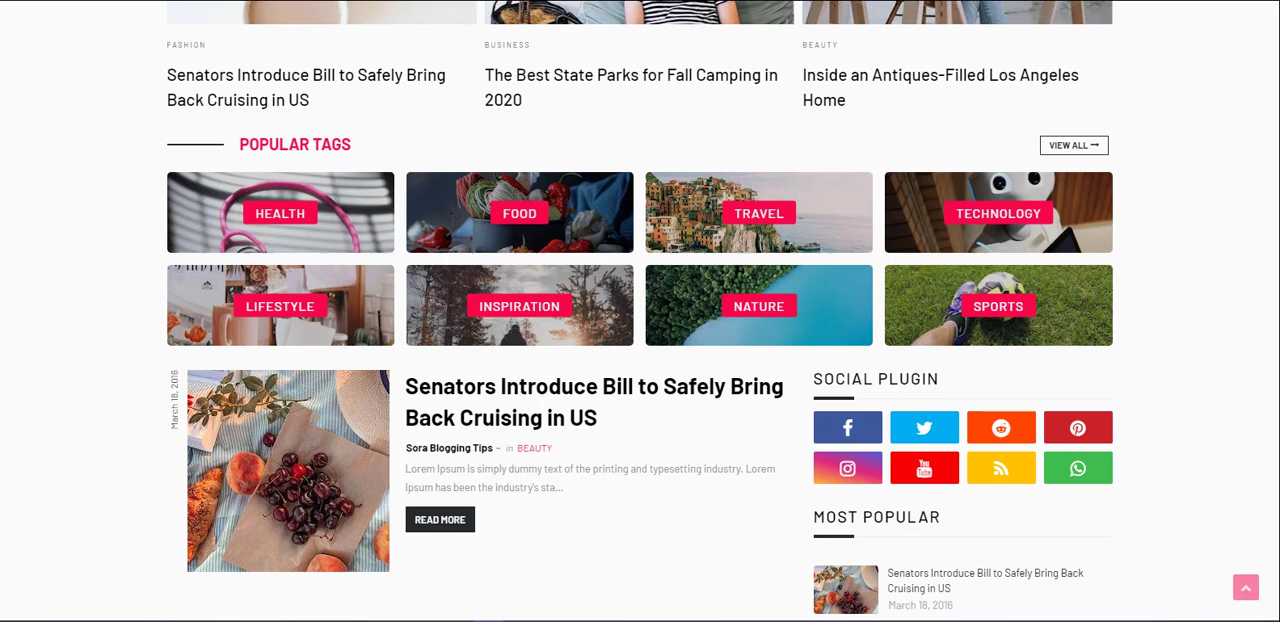 FASHION
Senators Introduce Bill to Safely Bring
Back Cruising in US
BUSINESS
The Best State Parks for Fall Camping in
2020
BEAUTY
Inside an Antiques-Filled Los Angeles
Home
POPULAR TAGS
VIEW ALL
HEALTH
FOOD
TRAVEL
TECHNOLOGY
LIFESTYLE
INSPIRATION
NATURE
SPORTS
March 18, 2016
Senators Introduce Bill to Safely Bring
Back Cruising in US
Sora Blogging Tips - in BEAUTY
Lorem Ipsum is simply dummy text of the printing and typesetting industry. Lorem
Ipsum has been the industry's sta...
READ MORE
SOCIAL PLUGIN
You
Tube
MOST POPULAR
Senators Introduce Bill to Safely Bring Back
Cruising in US
March 18, 2016